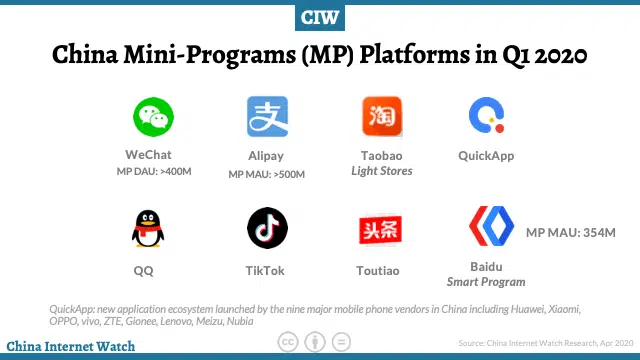 CIW
China Mini-Programs (MP) Platforms in Q1 2020
支
淘
WeChat
Alipay
Taobao
QuickApp
MP DAU: >400M
MP MAU: >500M
Light Stores
头条
MP MAU: 354M
QQ
TikTok
Toutiao
Baidu
Smart Program
QuickApp: new application ecosystem launched by the nine major mobile phone vendors in China including Huawei, Xiaomi,
OPPO, vivo, ZTE, Gionee, Lenovo, Meizu, Nubia
China Internet Watch
cc
Source: China Internet Watch Research, Apr 2020